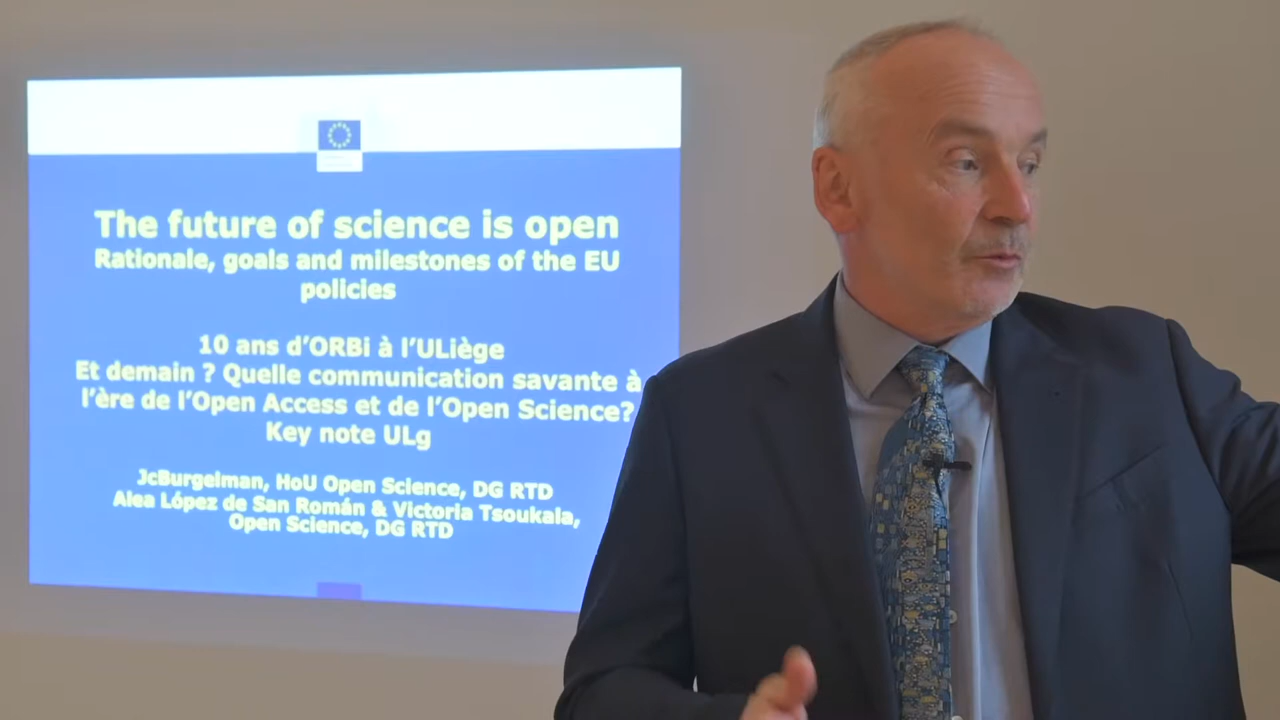 The future of science is open
Rationale, goals and milestones of the EU
policies
10 ans d'ORBi à l'ULiège
Et demain ? Quelle communication savante à
l'ère de l'Open Access et de l'Open Science?
Key note ULg
JcBurgelman, HoU Open Science, DG RTD
Alea López de San Román & Victoria Tsoukala,
Open Science, DG RTD